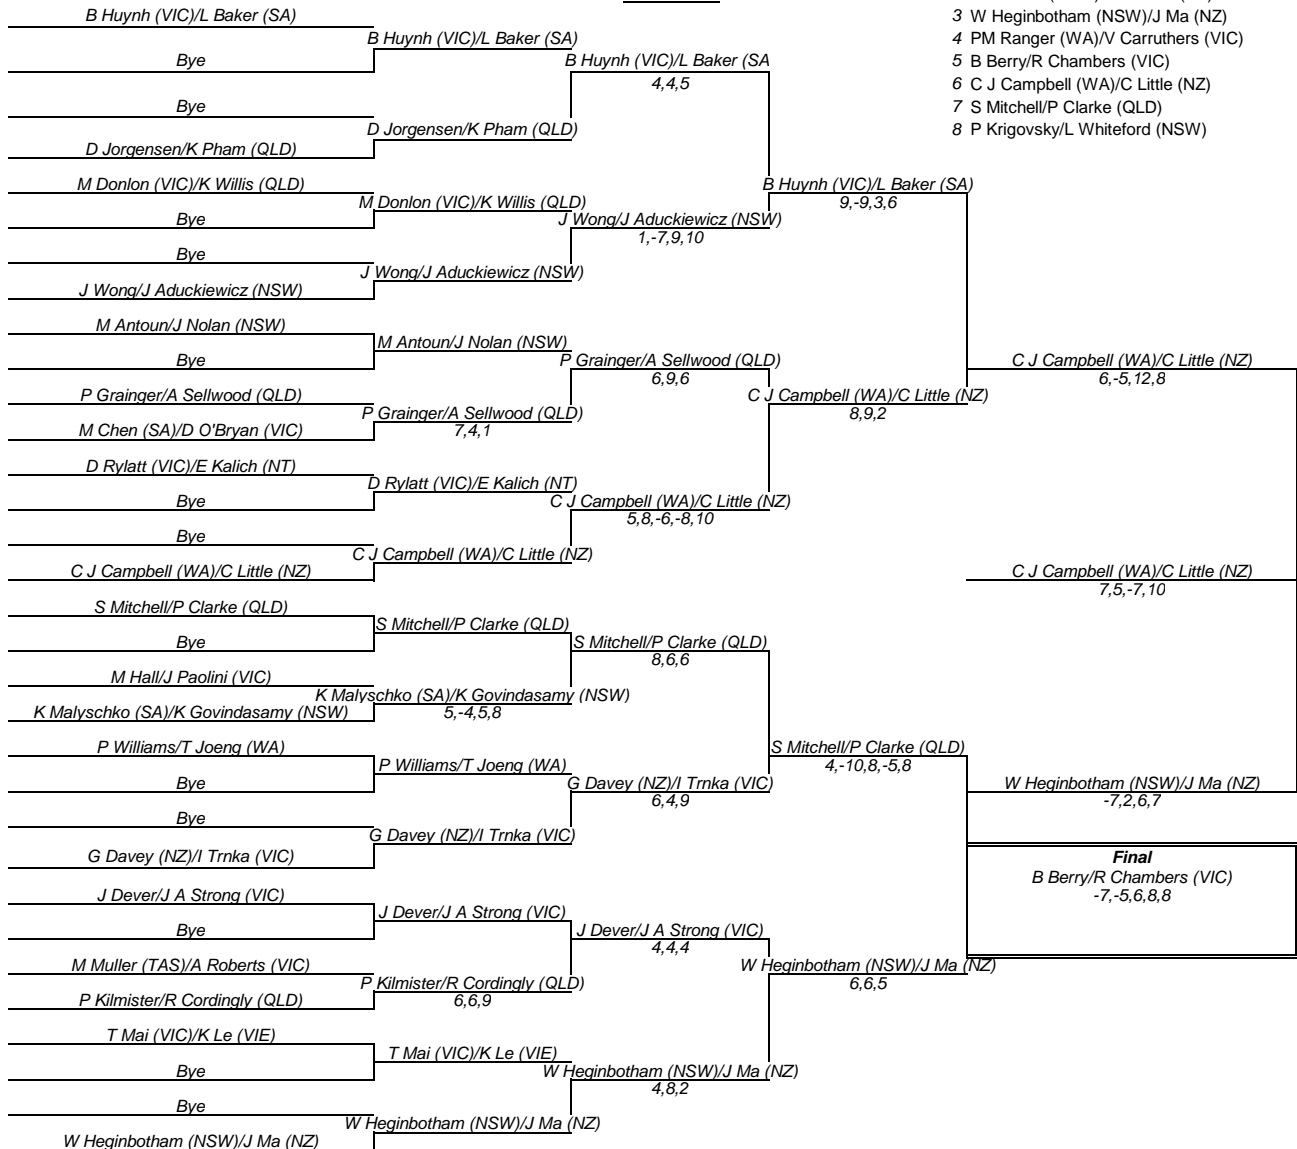 3 W Heginbotham (NSW)/J Ma (NZ)
4 PM Ranger (WA)/V Carruthers (VIC)
5 B Berry/R Chambers (VIC)
6 C J Campbell (WA)/C Little (NZ)
7 S Mitchell/P Clarke (QLD)
8 P Krigovsky/L Whiteford (NSW)
B Huynh (VIC)/L Baker (SA)
B Huynh (VIC)/L Baker (SA)
Bye
B Huynh (VIC)/L Baker (SA
4,4,5
Bye
D Jorgensen/K Pham (QLD)
D Jorgensen/K Pham (QLD)
M Donlon (VIC)/K Willis (QLD)
B Huynh (VIC)/L Baker (SA)
9,-9,3,6
M Donlon (VIC)/K Willis (QLD)
Bye
J Wong/J Aduckiewicz (NSW)
1,-7,9,10
Bye
J Wong/J Aduckiewicz (NSW)
J Wong/J Aduckiewicz (NSW)
M Antoun/J Nolan (NSW)
M Antoun/J Nolan (NSW)
Bye
P Grainger/A Sellwood (QLD)
6,9,6
C J Campbell (WA)/C Little (NZ)
6,-5,12,8
P Grainger/A Sellwood (QLD)
C J Campbell (WA)/C Little (NZ)
8,9,2
P Grainger/A Sellwood (QLD)
7,4,1
M Chen (SA)/D O'Bryan (VIC)
D Rylatt (VIC)/E Kalich (NT)
D Rylatt (VIC)/E Kalich (NT)
Bye
C J Campbell (WA)/C Little (NZ)
5,8,-6,-8,10
Bye
C J Campbell (WA)/C Little (NZ)
C J Campbell (WA)/C Little (NZ)
C J Campbell (WA)/C Little (NZ)
7,5,-7,10
S Mitchell/P Clarke (QLD)
S Mitchell/P Clarke (QLD)
Bye
S Mitchell/P Clarke (QLD)
8,6,6
M Hall/J Paolini (VIC)
K Malyschko (SA)/K Govindasamy (NSW)
5,-4,5,8
K Malyschko (SA)/K Govindasamy (NSW)
P Williams/T Joeng (WA)
S Mitchell/P Clarke (QLD)
4,-10,8,-5,8
P Williams/T Joeng (WA)
Bye
G Davey (NZ)/I Trnka (VIC)
6,4,9
W Heginbotham (NSW)/J Ma (NZ)
-7,2,6,7
Bye
G Davey (NZ)/I Trnka (VIC)
G Davey (NZ)/I Trnka (VIC)
Final
B Berry/R Chambers (VIC)
-7,-5,6,8,8
J Dever/J A Strong (VIC)
J Dever/J A Strong (VIC)
Bye
J Dever/J A Strong (VIC)
4,4,4
M Muller (TAS)/A Roberts (VIC)
W Heginbotham (NSW)/J Ma (NZ)
6,6,5
P Kilmister/R Cordingly (QLD)
6,6,9
P Kilmister/R Cordingly (QLD)
T Mai (VIC)/K Le (VIE)
T Mai (VIC)/K Le (VIE)
Bye
W Heginbotham (NSW)/J Ma (NZ)
4,8,2
Bye
W Heginbotham (NSW)/J Ma (NZ)
W Heginbotham (NSW)/J Ma (NZ)